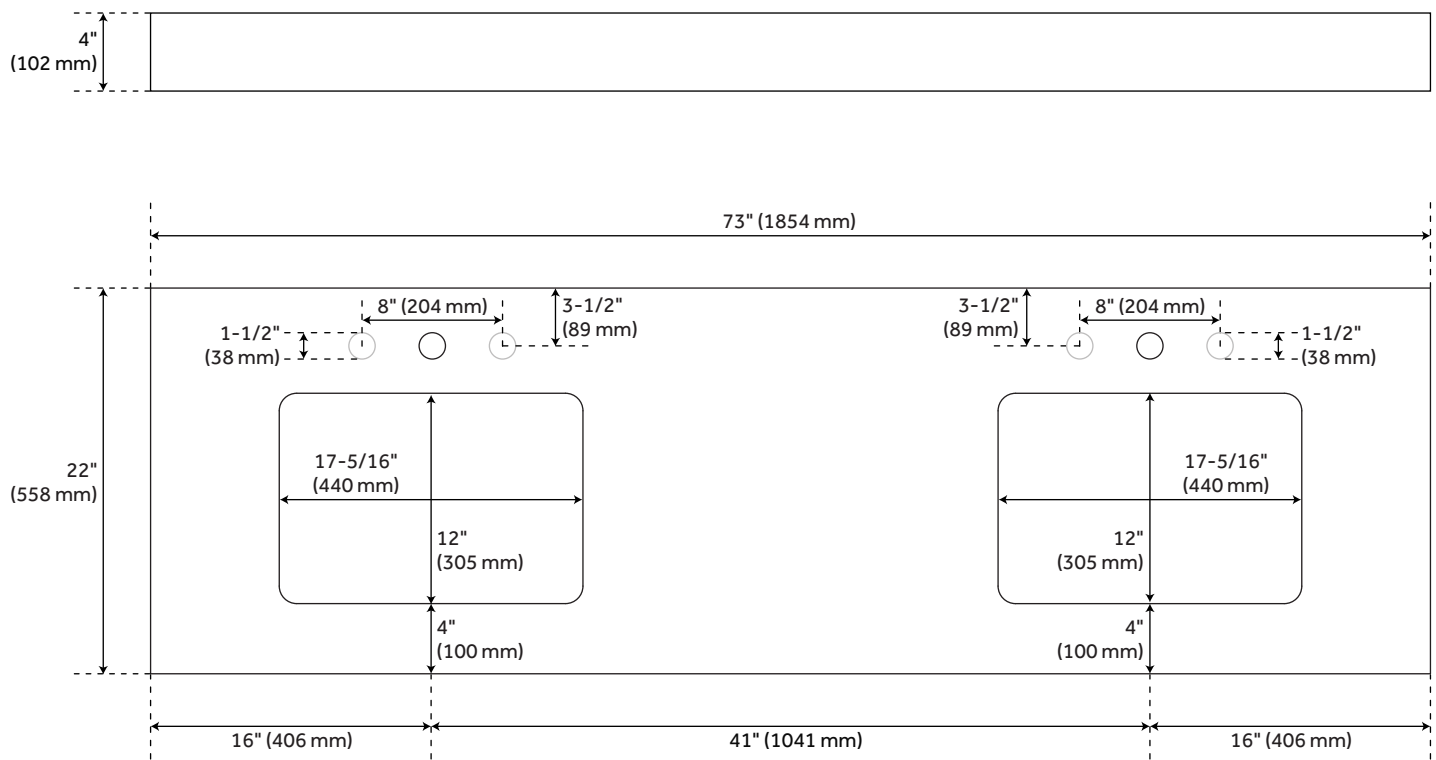 4"
(102 mm)
73" (1854 mm)
8" (204 mm)
3-1/2"
(89 mm)
1-1/2"
(38 mm)
3-1/2"
(89 mm)
8" (204 mm)
1-1/2"
(38 mm)
22"
(558 mm)
17-5/16"
(440 mm)
12"
(305 mm)
4"
(100 mm)
17-5/16"
(440 mm)
12"
(305 mm)
4"
(100 mm)
16" (406 mm)
41" (1041 mm)
16" (406 mm)